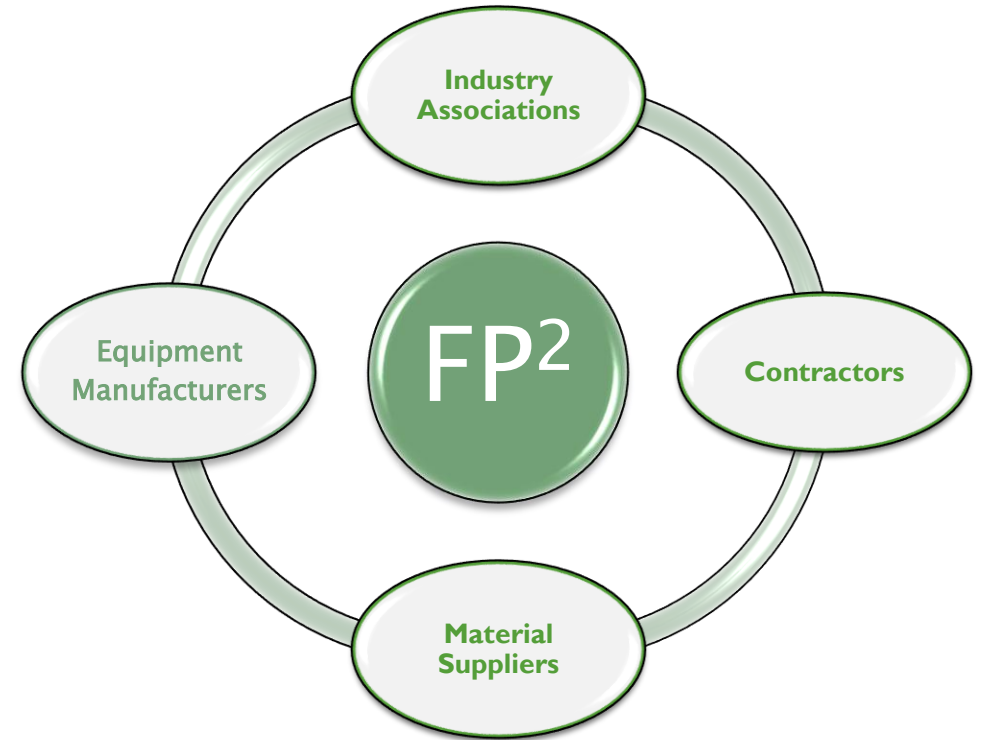 Industry
Associations
Equipment
Manufacturers
FP²
Contractors
Material
Suppliers